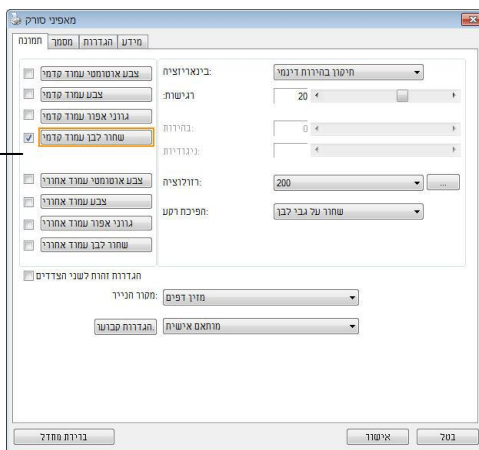 מאפיני סורק
תמונה מסמך הגדרות מידע
צבע אוטומטי עמוד קדמי
צבע עמוד קדמי
גווני אפור עמוד קדמי
שחור לבן עמוד קדמי
צבע אוטומטי עמוד אחורי
צבע עמוד אחורי
גווני אפור עמוד אחורי
שחור לבן עמוד אחורי
בינאריזציה: תיקון בהירות דינמי
רגישות: 20
בהירות: 0
ניגודיות:
רזולוציה: 200 ...
הפיכת רקע: שחור על גבי לבן
הגדרות זהות לשני הצדדים
מקור הנייר: מזין דפים
הגדרות קבועו. מותאם אישית
ברירת מחדל אישור בטל